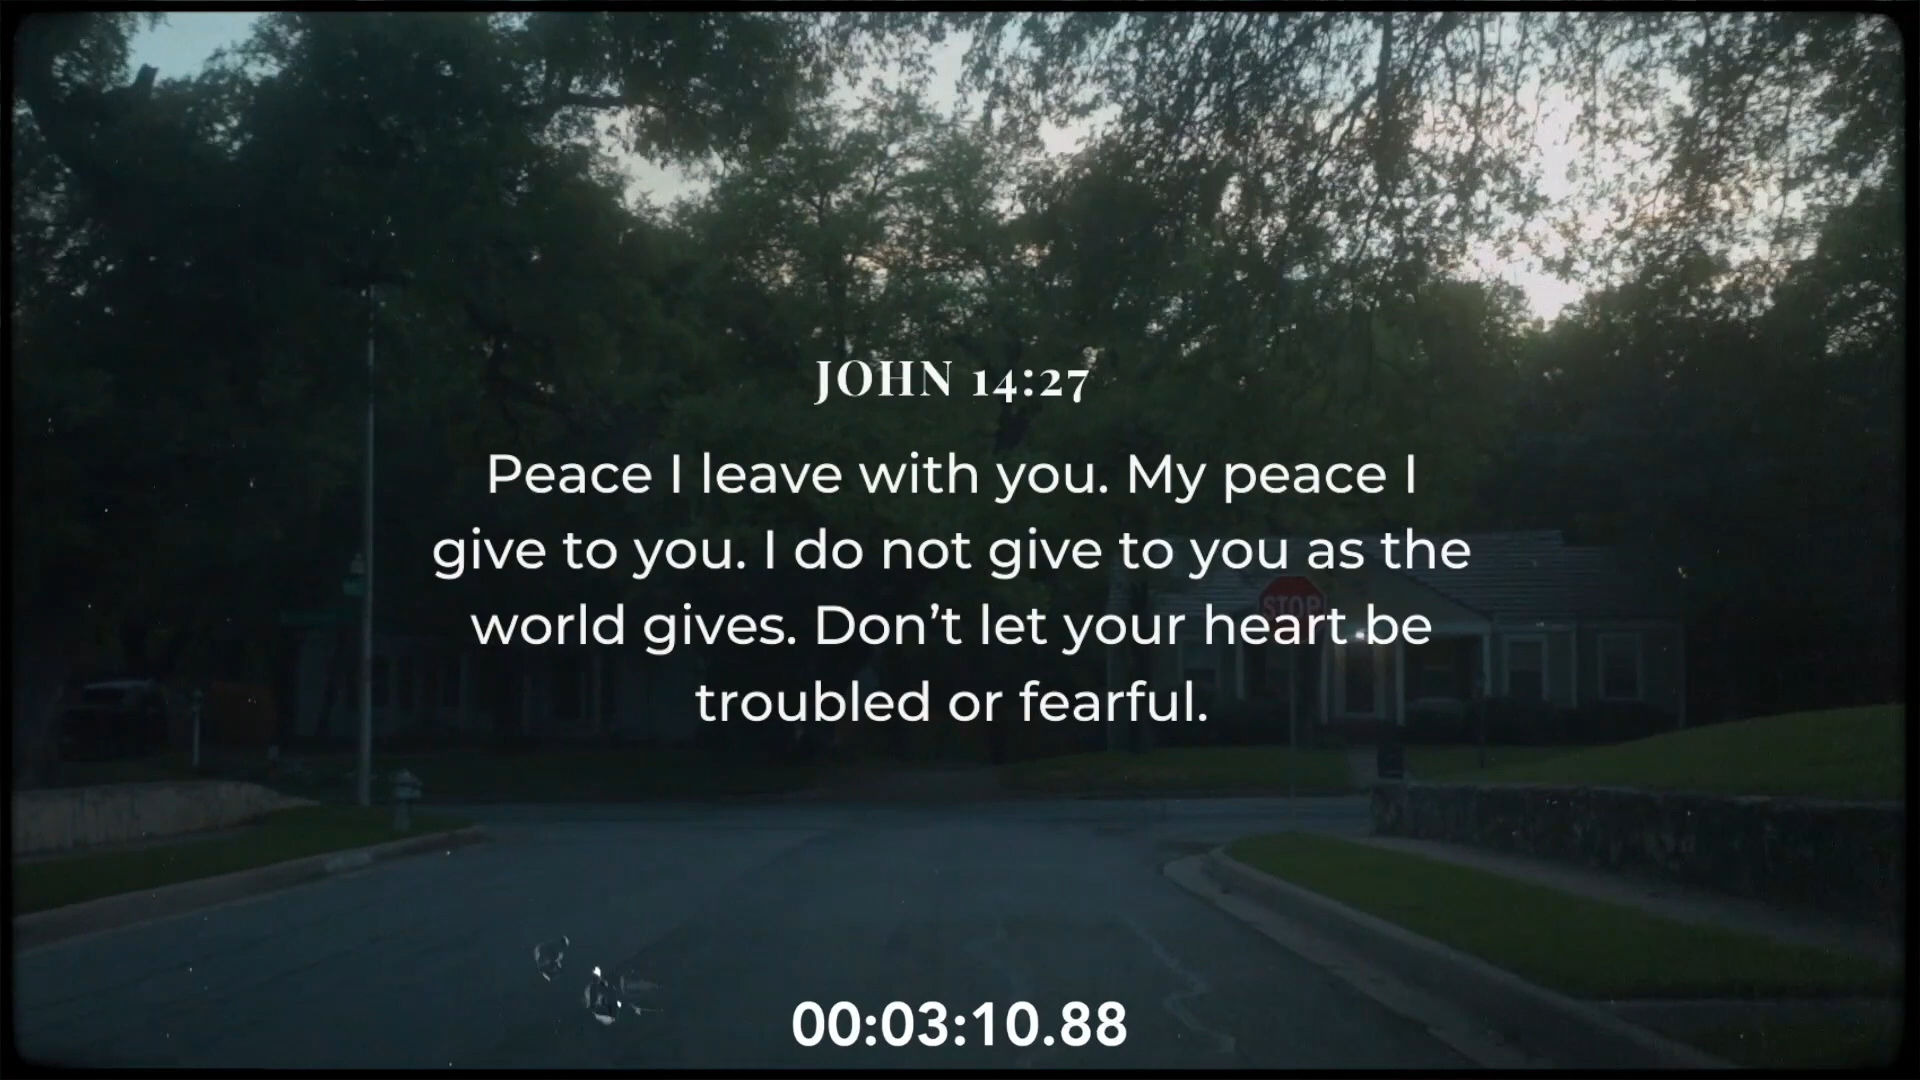 JOHN 14:27
Peace I leave with you. My peace I
give to you. I do not give to you as the
world gives. Don’t let your heart be
troubled or fearful.
STOP
00:03:10.88